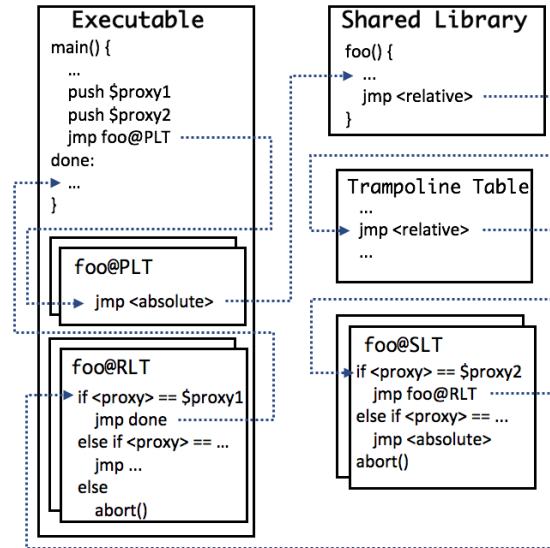 Executable
main() {
...
push $proxy1
push $proxy2
jmp foo@PLT
done:
...
}
foo@PLT
jmp <absolute>
foo@RLT
if <proxy> == $proxy1
jmp done
else if <proxy> == ...
jmp ...
else
abort()
Shared Library
foo() {
...
jmp <relative>
}
Trampoline Table
...
jmp <relative>
...
foo@SLT
if <proxy> == $proxy2
jmp foo@RLT
else if <proxy> == ...
jmp <absolute>
abort()